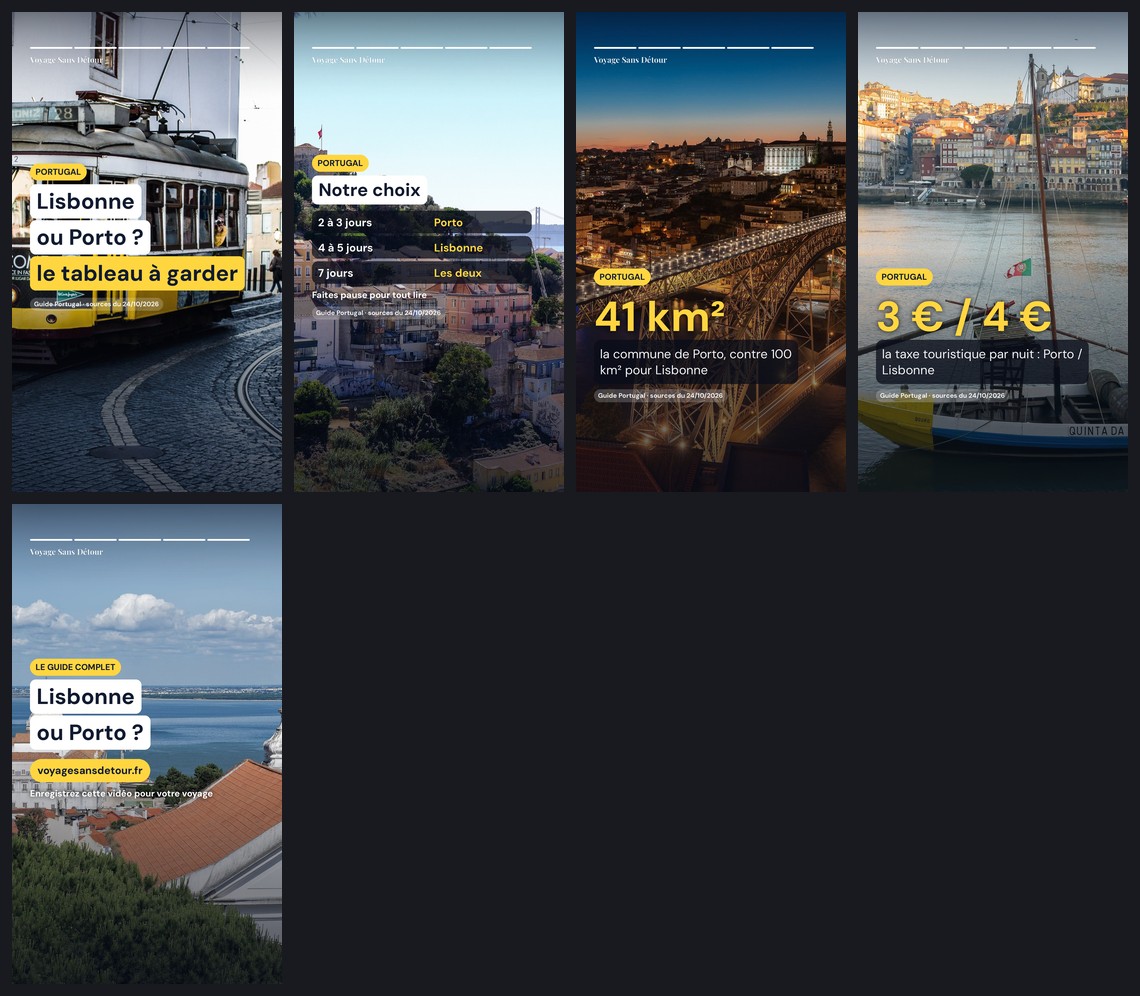 Voyage Sans Détour
28
2
PORTUGAL
Lisbonne
ou Porto ?
le tableau à garder
Guide Portugal · sources du 24/10/2026
Voyage Sans Détour
PORTUGAL
Notre choix
2 à 3 jours Porto
4 à 5 jours Lisbonne
7 jours Les deux
Faites pause pour tout lire
Guide Portugal · sources du 24/10/2026
Voyage Sans Détour
PORTUGAL
41 km²
la commune de Porto, contre 100
km² pour Lisbonne
Guide Portugal · sources du 24/10/2026
Voyage Sans Détour
PORTUGAL
3 € / 4 €
la taxe touristique par nuit : Porto /
Lisbonne
Guide Portugal · sources du 24/10/2026
QUINTA DA
Voyage Sans Détour
LE GUIDE COMPLET
Lisbonne
ou Porto ?
voyagesansdetour.fr
Enregistrez cette vidéo pour votre voyage